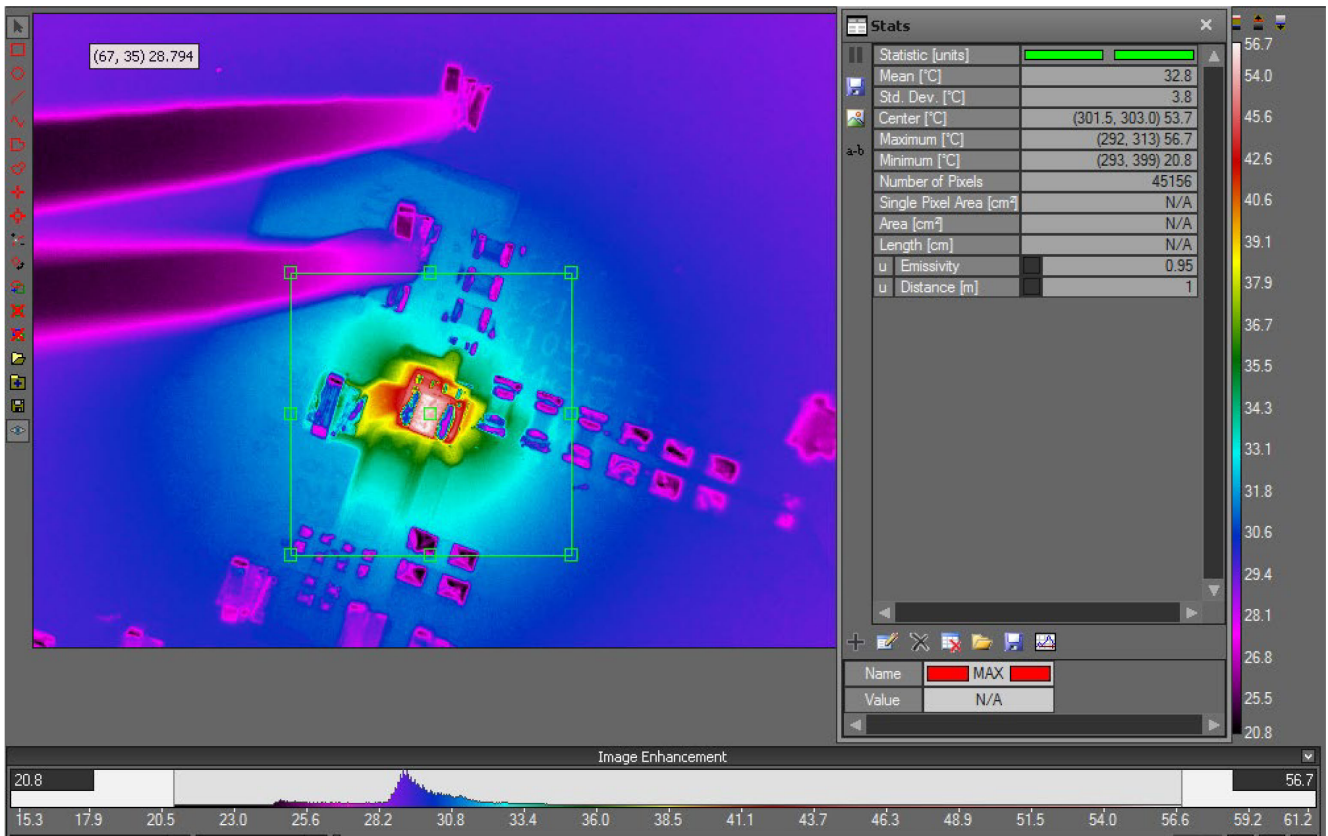 (67, 35) 28.794
Stats
Statistic [units]
Mean [°C] 32.8
Std. Dev. [°C] 3.8
Center [°C] (301.5, 303.0) 53.7
Maximum [°C] (292, 313) 56.7
Minimum [°C] (293, 399) 20.8
Number of Pixels 45156
Single Pixel Area [cm²] N/A
Area [cm²] N/A
Length [cm] N/A
u Emissivity 0.95
u Distance [m] 1
a-b
Name MAX
Value N/A
56.7
54.0
45.6
42.6
40.6
39.1
37.9
36.7
35.5
34.3
33.1
31.8
30.6
29.4
28.1
26.8
25.5
20.8
Image Enhancement
20.8 56.7
15.3 17.9 20.5 23.0 25.6 28.2 30.8 33.4 36.0 38.5 41.1 43.7 46.3 48.9 51.5 54.0 56.6 59.2 61.2